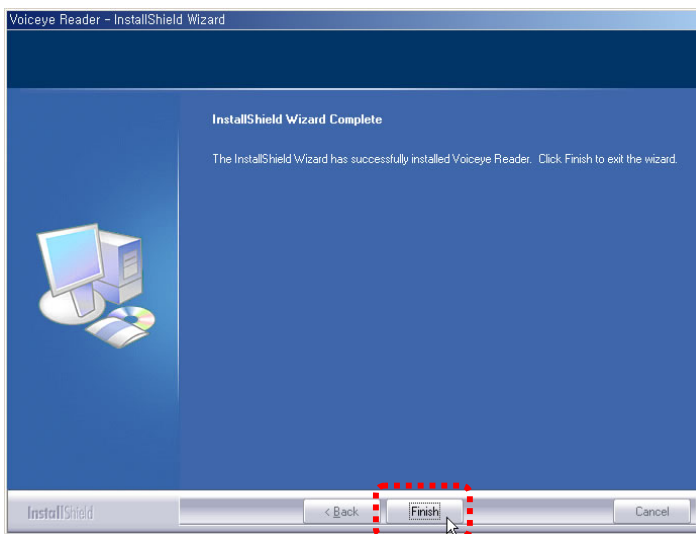 Voiceye Reader - InstallShield Wizard
InstallShield Wizard Complete
The InstallShield Wizard has successfully installed Voiceye Reader. Click Finish to exit the wizard.
InstallShield
< Back
Finish
Cancel